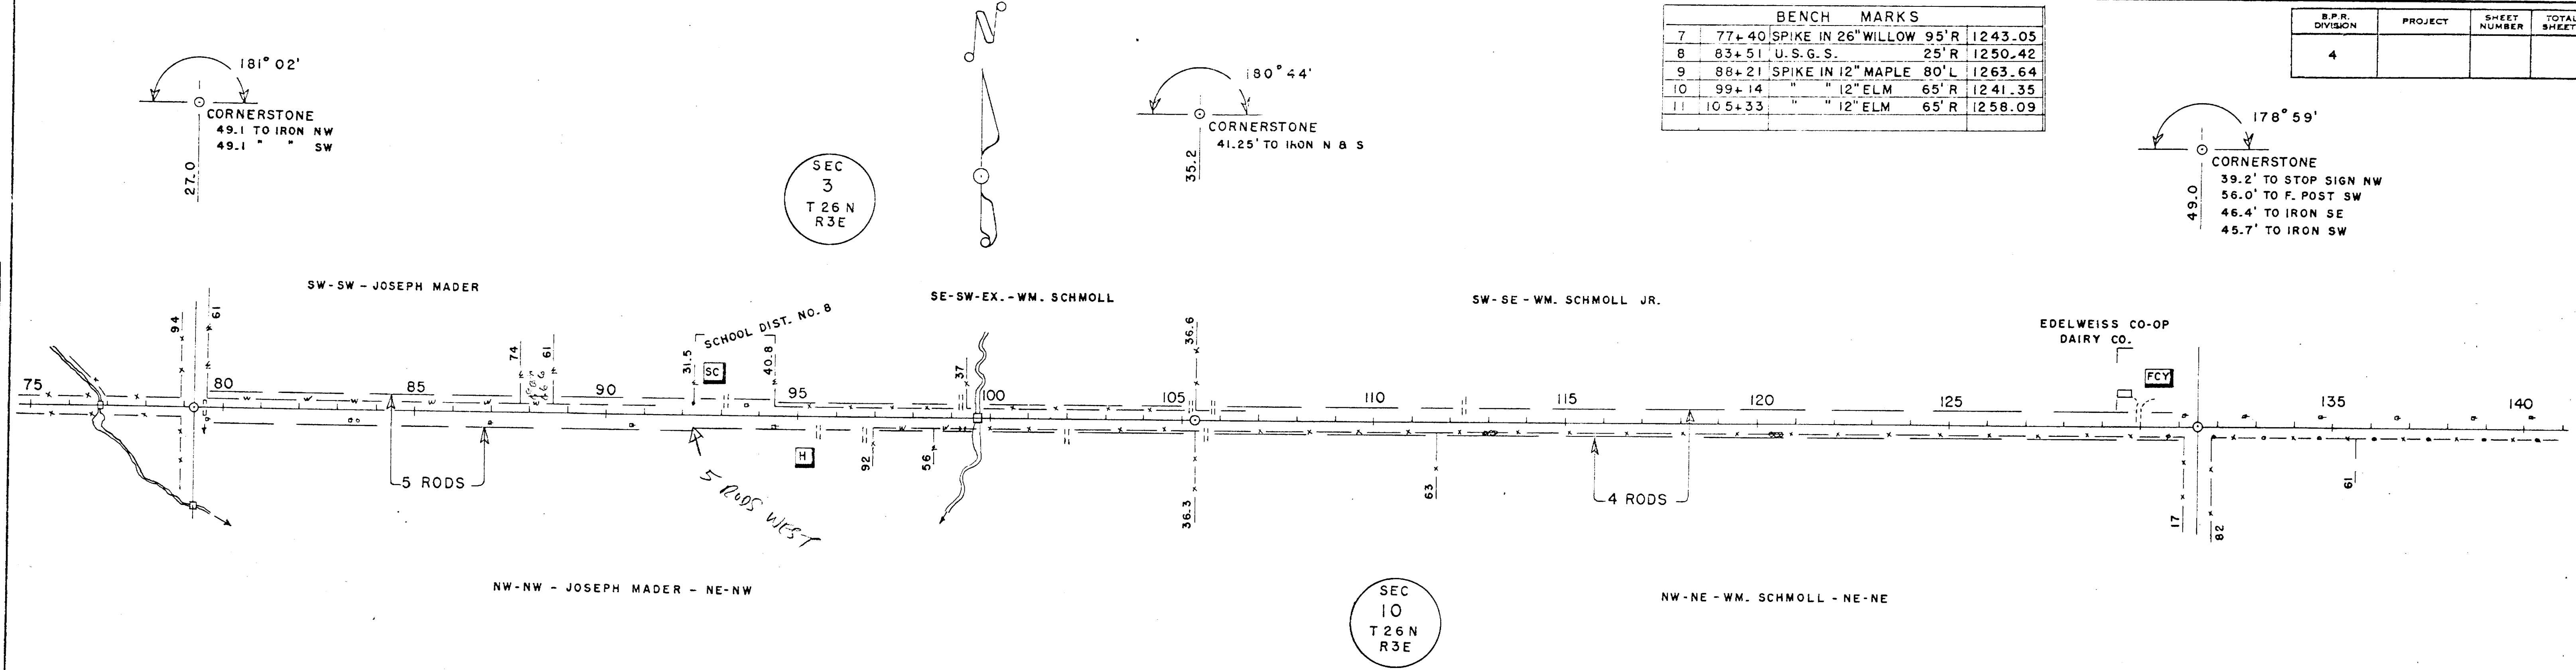 BENCH MARKS
7 77+40 SPIKE IN 26" WILLOW 95'R 1243.05
8 83+51 U.S.G.S. 25'R 1250.42
9 88+21 SPIKE IN 12" MAPLE 80'L 1263.64
10 99+14 " " 12" ELM 65'R 1241.35
11 105+33 " " 12" ELM 65'R 1258.09
B.P.R. DIVISION PROJECT SHEET NUMBER TOTAL SHEET
4
181° 02'
CORNERSTONE
49.1 TO IRON NW
49.1 " " SW
27.0
N
180° 44'
CORNERSTONE
41.25' TO IRON N & S
35.2
178° 59'
CORNERSTONE
39.2' TO STOP SIGN NW
56.0' TO F. POST SW
46.4' TO IRON SE
45.7' TO IRON SW
49.0
SEC
3
T 26 N
R3E
SW-SW - JOSEPH MADER
SE-SW-EX.-WM. SCHMOLL
SW-SE-WM. SCHMOLL JR.
SCHOOL DIST. NO. 8
EDELWEISS CO-OP
DAIRY CO.
94 61 74 61 31.5 40.8 37 36.6
SC
FCY
75 80 85 90 95 100 105 110 115 120 125 135 140
H
92 56 36.3 63 17 82 61
5 RODS
5 RODS WEST
4 RODS
NW-NW - JOSEPH MADER - NE-NW
NW-NE-WM. SCHMOLL-NE-NE
SEC
10
T 26 N
R3E